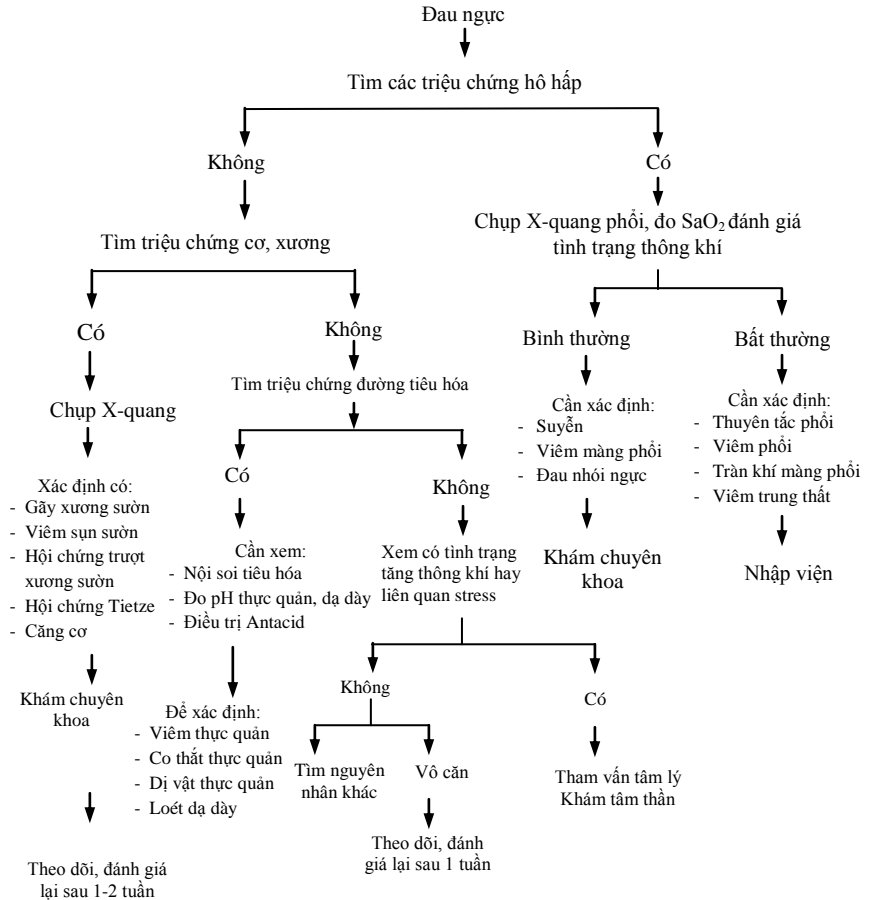 Đau ngực
Tìm các triệu chứng hô hấp
Không
Có
Tìm triệu chứng cơ, xương
Chụp X-quang phổi, đo SaO₂ đánh giá
tình trạng thông khí
Có
Không
Bình thường
Bất thường
Chụp X-quang
Tìm triệu chứng đường tiêu hóa
Cần xác định:
- Suyễn
- Viêm màng phổi
- Đau nhói ngực
Cần xác định:
- Thuyên tắc phổi
- Viêm phổi
- Tràn khí màng phổi
- Viêm trung thất
Xác định có:
- Gãy xương sườn
- Viêm sụn sườn
- Hội chứng trượt
xương sườn
- Hội chứng Tietze
- Căng cơ
Có
Không
Cần xem:
- Nội soi tiêu hóa
- Đo pH thực quản, dạ dày
- Điều trị Antacid
Xem có tình trạng
tăng thông khí hay
liên quan stress
Khám chuyên
khoa
Nhập viện
Khám chuyên
khoa
Để xác định:
- Viêm thực quản
- Co thắt thực quản
- Dị vật thực quản
- Loét dạ dày
Không
Có
Tìm nguyên
nhân khác
Vô căn
Tham vấn tâm lý
Khám tâm thần
Theo dõi, đánh giá
lại sau 1-2 tuần
Theo dõi, đánh
giá lại sau 1 tuần